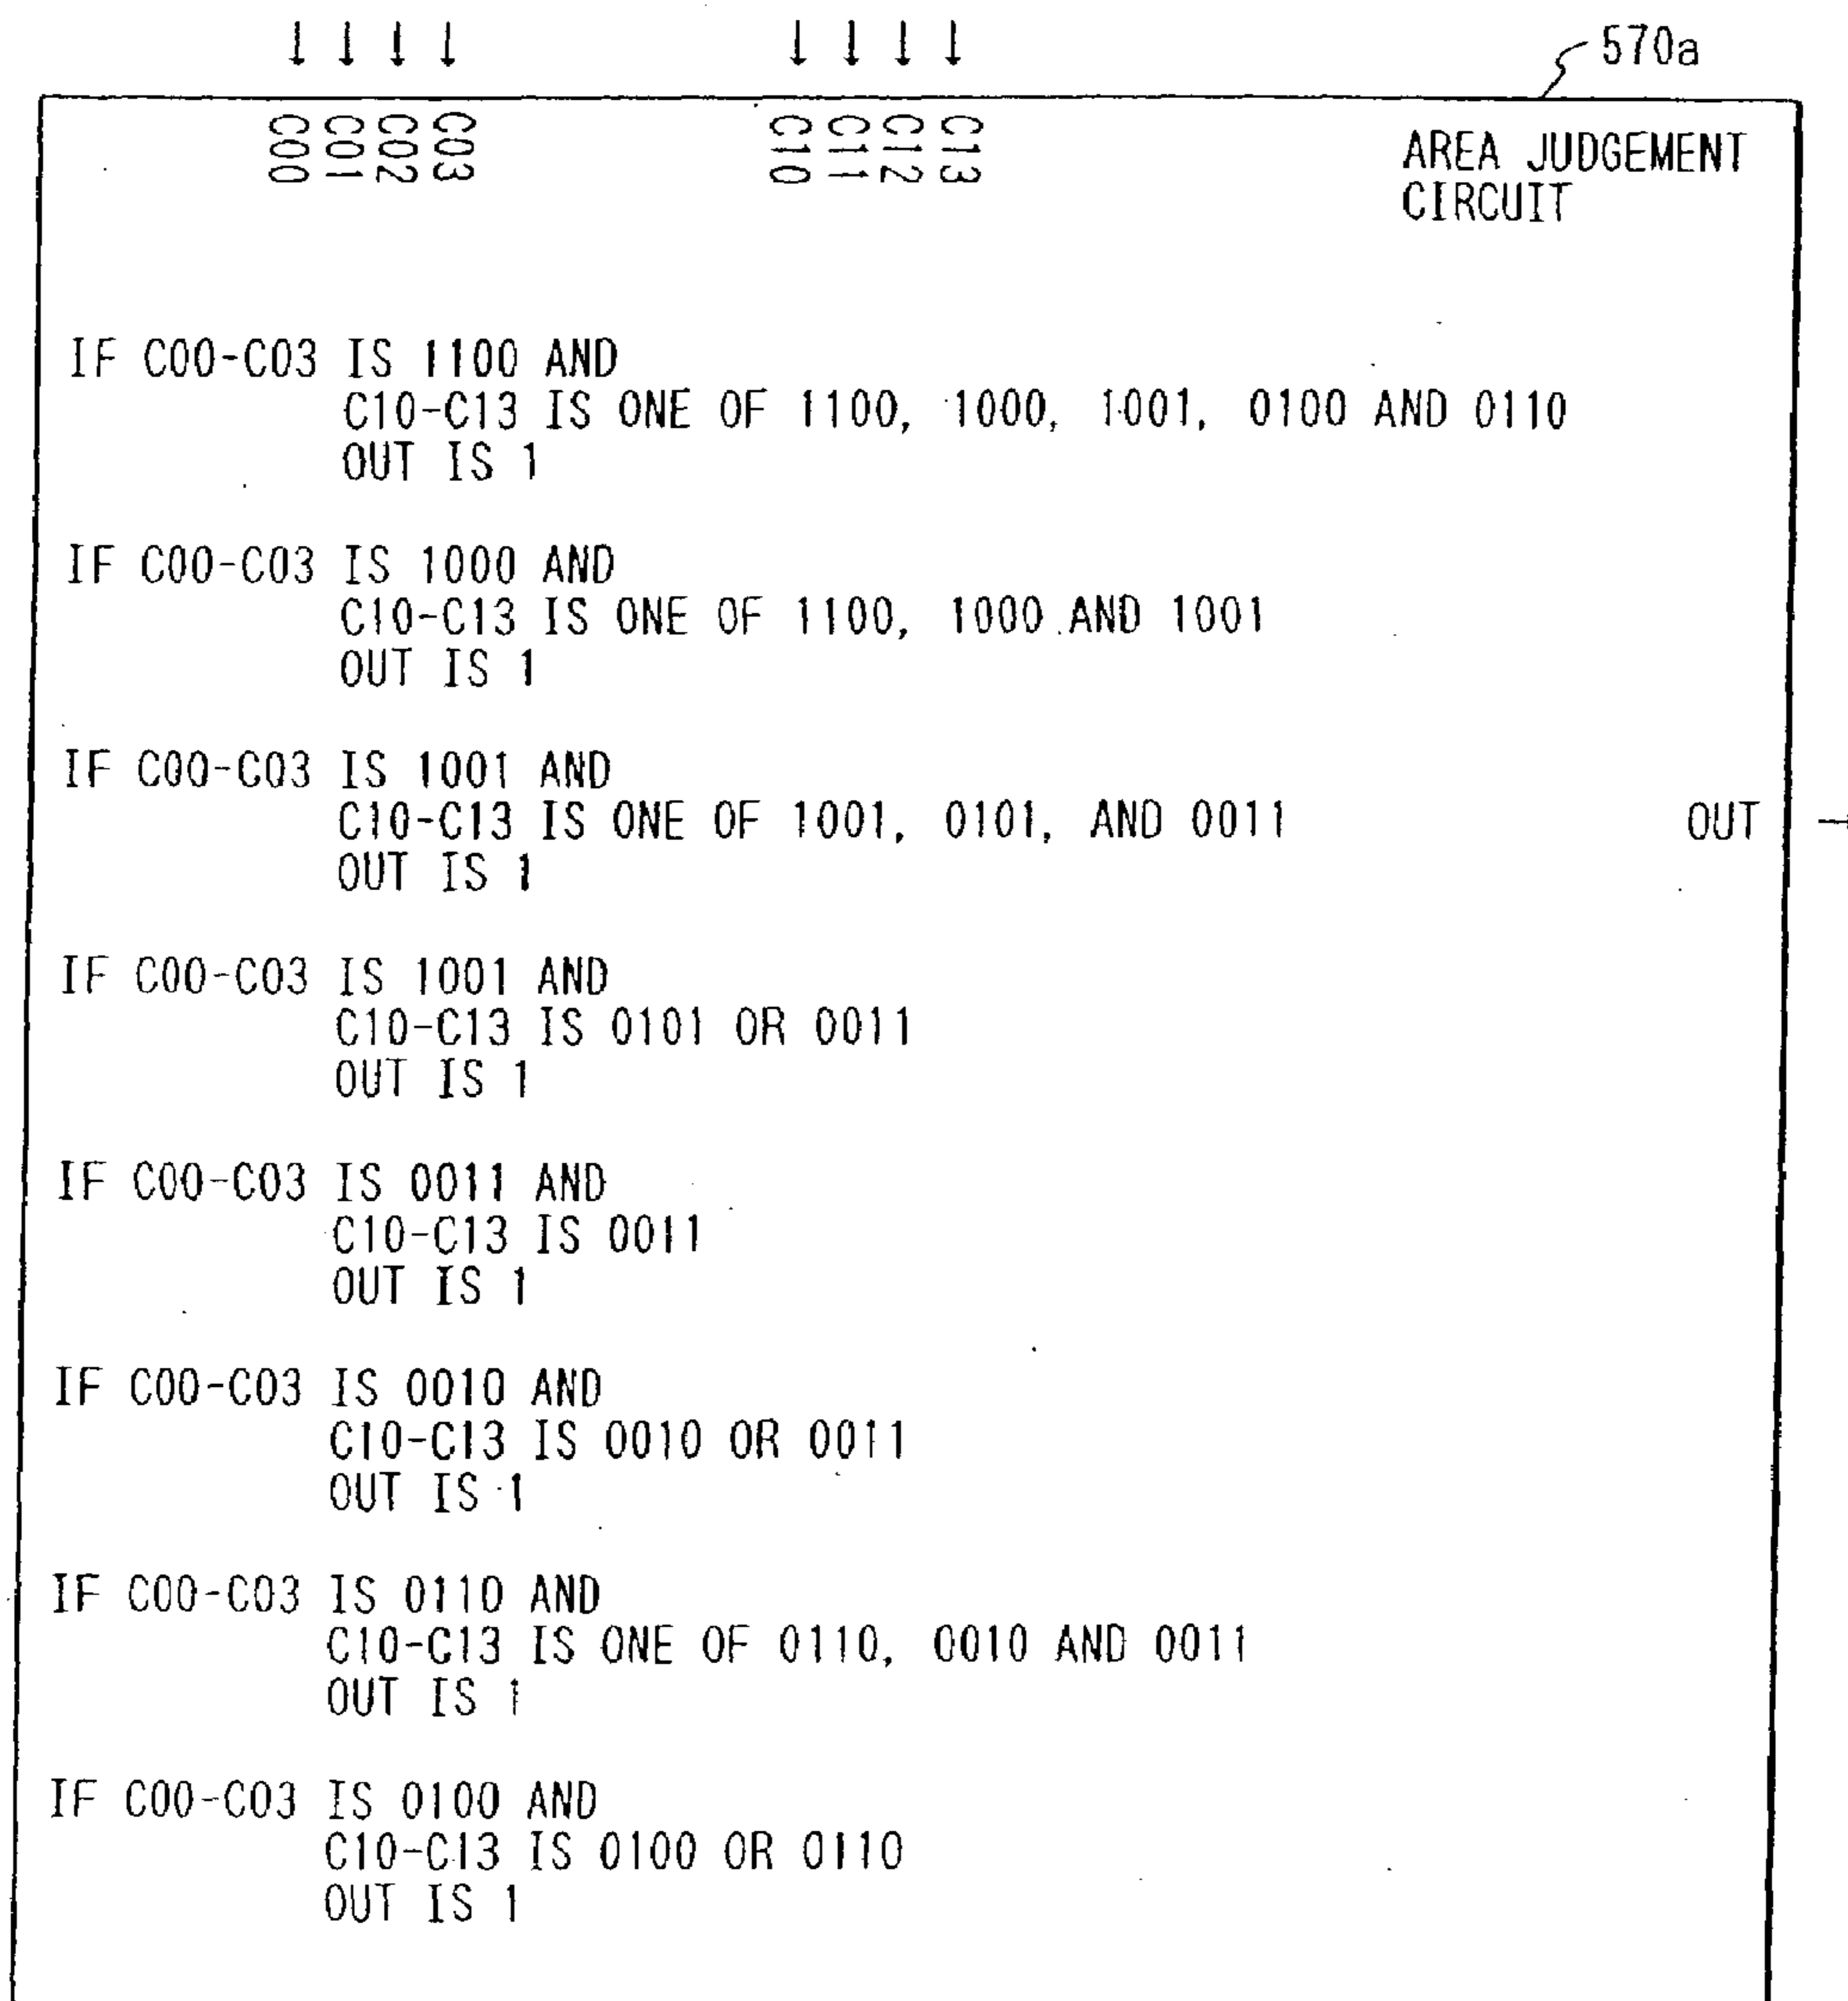 570a
C00 C01 C02 C03 C10 C11 C12 C13
AREA JUDGEMENT
CIRCUIT
IF C00-C03 IS 1100 AND
C10-C13 IS ONE OF 1100, 1000, 1001, 0100 AND 0110
OUT IS 1
IF C00-C03 IS 1000 AND
C10-C13 IS ONE OF 1100, 1000 AND 1001
OUT IS 1
IF C00-C03 IS 1001 AND
C10-C13 IS ONE OF 1001, 0101, AND 0011
OUT IS 1
OUT
IF C00-C03 IS 1001 AND
C10-C13 IS 0101 OR 0011
OUT IS 1
IF C00-C03 IS 0011 AND
C10-C13 IS 0011
OUT IS 1
IF C00-C03 IS 0010 AND
C10-C13 IS 0010 OR 0011
OUT IS 1
IF C00-C03 IS 0110 AND
C10-C13 IS ONE OF 0110, 0010 AND 0011
OUT IS 1
IF C00-C03 IS 0100 AND
C10-C13 IS 0100 OR 0110
OUT IS 1